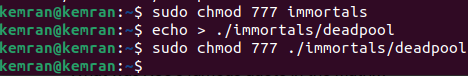 kemran@kemran:~$ sudo chmod 777 immortals
kemran@kemran:~$ echo > ./immortals/deadpool
kemran@kemran:~$ sudo chmod 777 ./immortals/deadpool
kemran@kemran:~$